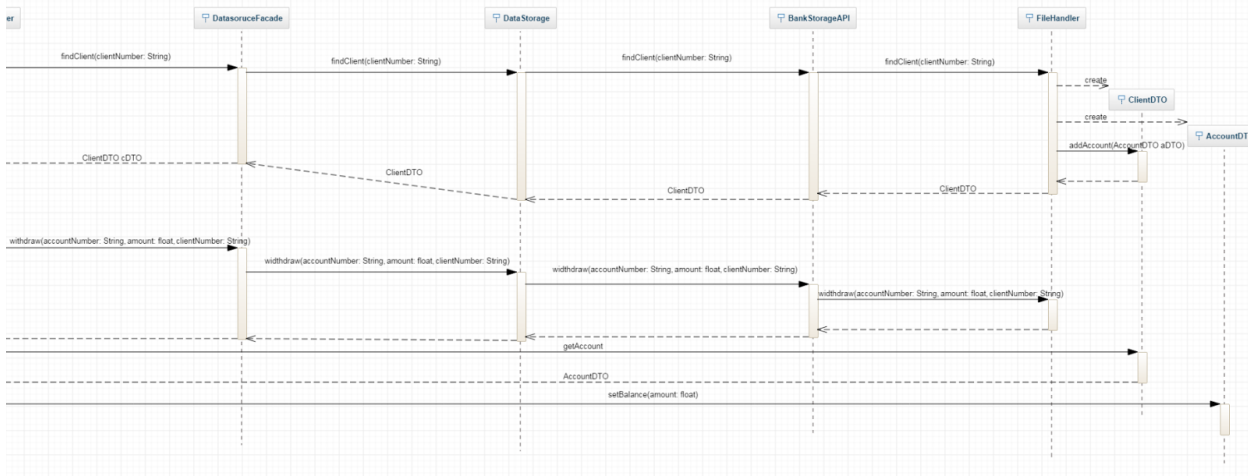 er
DatasoruceFacade
DataStorage
BankStorageAPI
FileHandler
findClient(clientNumber: String)
findClient(clientNumber: String)
findClient(clientNumber: String)
findClient(clientNumber: String)
create
ClientDTO
create
AccountDT
addAccount(AccountDTO aDTO)
ClientDTO cDTO
ClientDTO
ClientDTO
ClientDTO
withdraw(accountNumber: String, amount: float, clientNumber: String)
widthdraw(accountNumber: String, amount: float, clientNumber: String)
widthdraw(accountNumber: String, amount: float, clientNumber: String)
widthdraw(accountNumber: String, amount: float, clientNumber: String)
getAccount
AccountDTO
setBalance(amount: float)